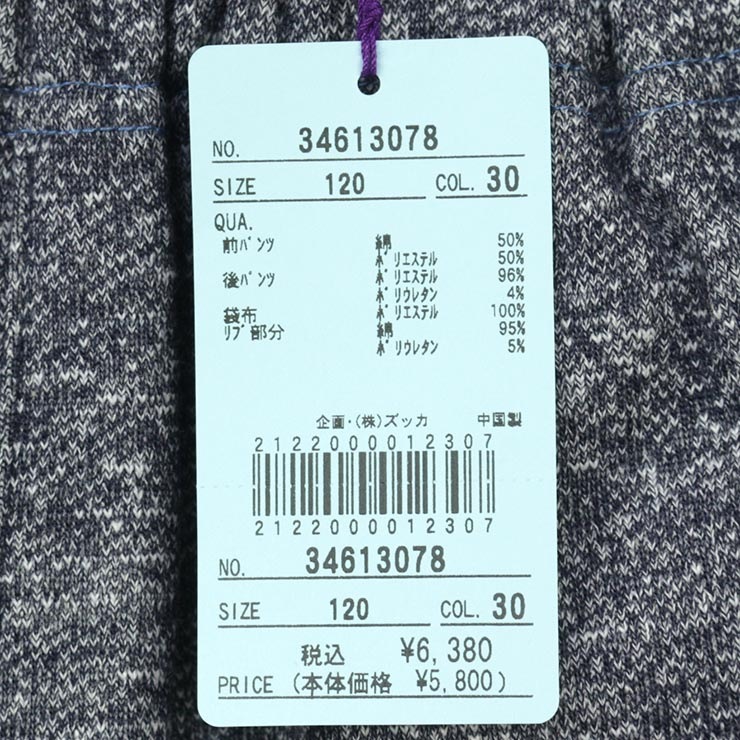 NO. 34613078
SIZE 120 COL. 30
QUA.
前ﾊﾟﾝﾂ 綿 50%
ﾎﾟﾘｴｽﾃﾙ 50%
後ﾊﾟﾝﾂ ﾎﾟﾘｴｽﾃﾙ 96%
ﾎﾟﾘｳﾚﾀﾝ 4%
袋布 ﾎﾟﾘｴｽﾃﾙ 100%
ﾘﾌﾞ部分 綿 95%
ﾎﾟﾘｳﾚﾀﾝ 5%
企画・(株)ズッカ 中国製
2122000012307
2122000012307
NO. 34613078
SIZE 120 COL. 30
税込 ¥6,380
PRICE (本体価格 ¥5,800)